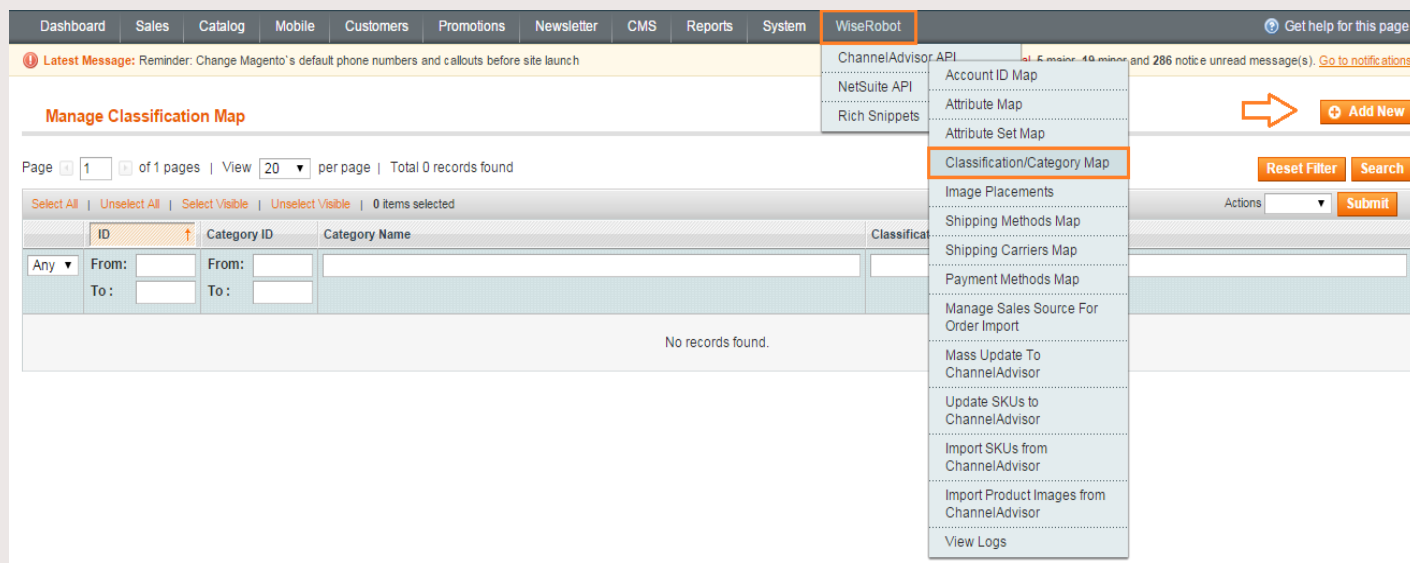 Dashboard Sales Catalog Mobile Customers Promotions Newsletter CMS Reports System WiseRobot Get help for this page
Latest Message: Reminder: Change Magento`s default phone numbers and callouts before site launch
5 major, 19 minor and 286 notice unread message(s). Go to notifications
ChannelAdvisor API
NetSuite API
Rich Snippets
Account ID Map
Attribute Map
Attribute Set Map
Classification/Category Map
Image Placements
Shipping Methods Map
Shipping Carriers Map
Payment Methods Map
Manage Sales Source For
Order Import
Mass Update To
ChannelAdvisor
Update SKUs to
ChannelAdvisor
Import SKUs from
ChannelAdvisor
Import Product Images from
ChannelAdvisor
View Logs
Manage Classification Map
Add New
Page 1 of 1 pages | View 20 per page | Total 0 records found
Reset Filter Search
Select All | Unselect All | Select Visible | Unselect Visible | 0 items selected
Actions Submit
ID Category ID Category Name Classificat
Any From: From:
To : To :
No records found.